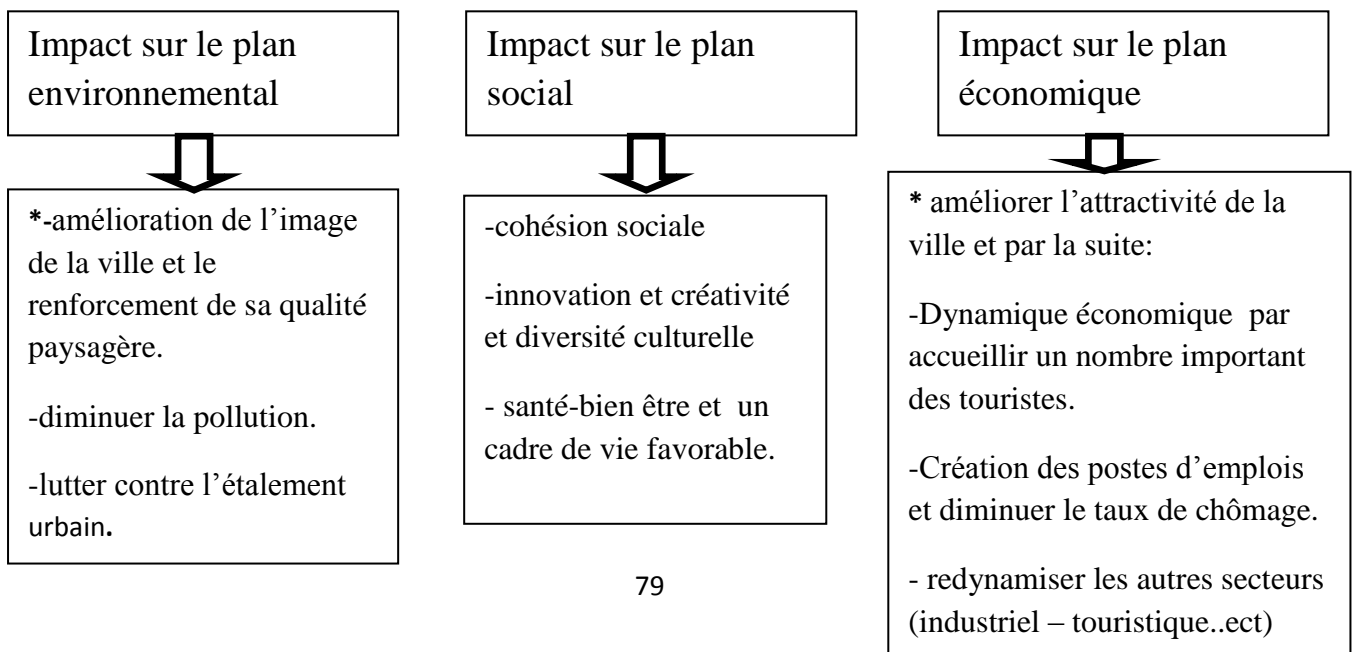 Impact sur le plan
environnemental
*-amélioration de l’image
de la ville et le
renforcement de sa qualité
paysagère.
-diminuer la pollution.
-lutter contre l’étalement
urbain.
Impact sur le plan
social
-cohésion sociale
-innovation et créativité
et diversité culturelle
- santé-bien être et un
cadre de vie favorable.
Impact sur le plan
économique
* améliorer l’attractivité de la
ville et par la suite:
-Dynamique économique par
accueillir un nombre important
des touristes.
-Création des postes d’emplois
et diminuer le taux de chômage.
- redynamiser les autres secteurs
(industriel – touristique..ect)
79